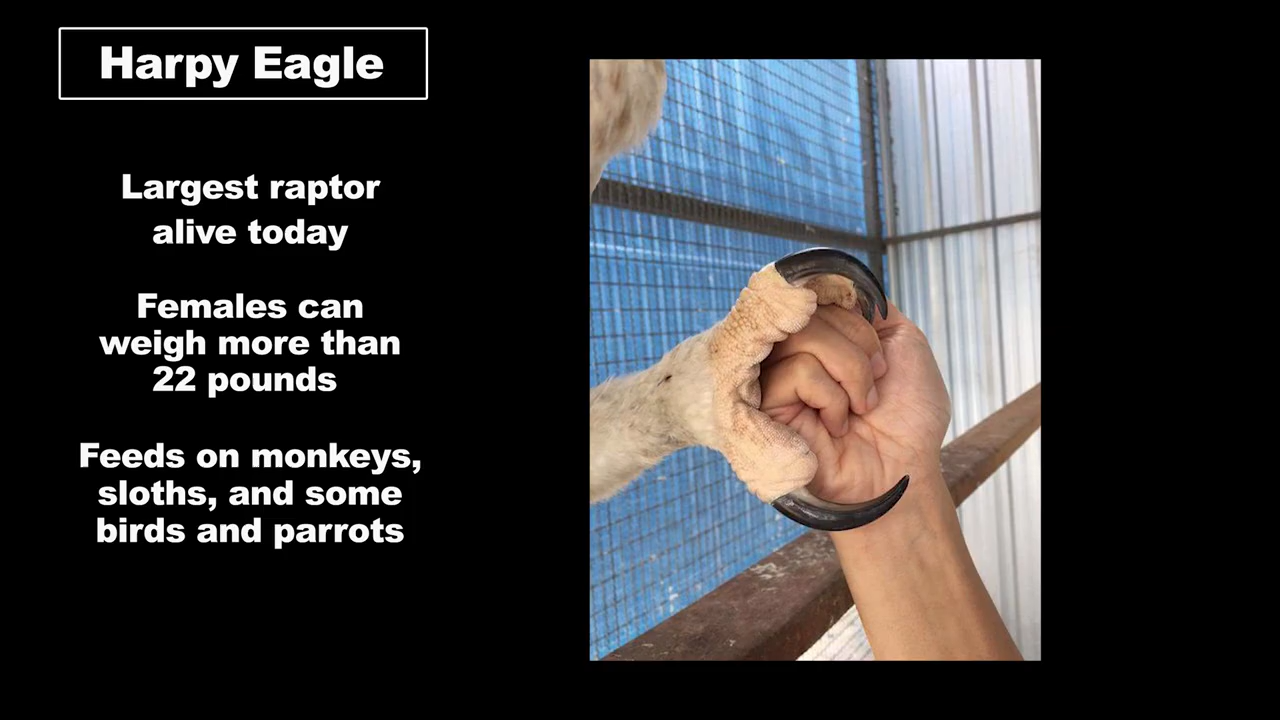 Harpy Eagle
Largest raptor
alive today
Females can
weigh more than
22 pounds
Feeds on monkeys,
sloths, and some
birds and parrots